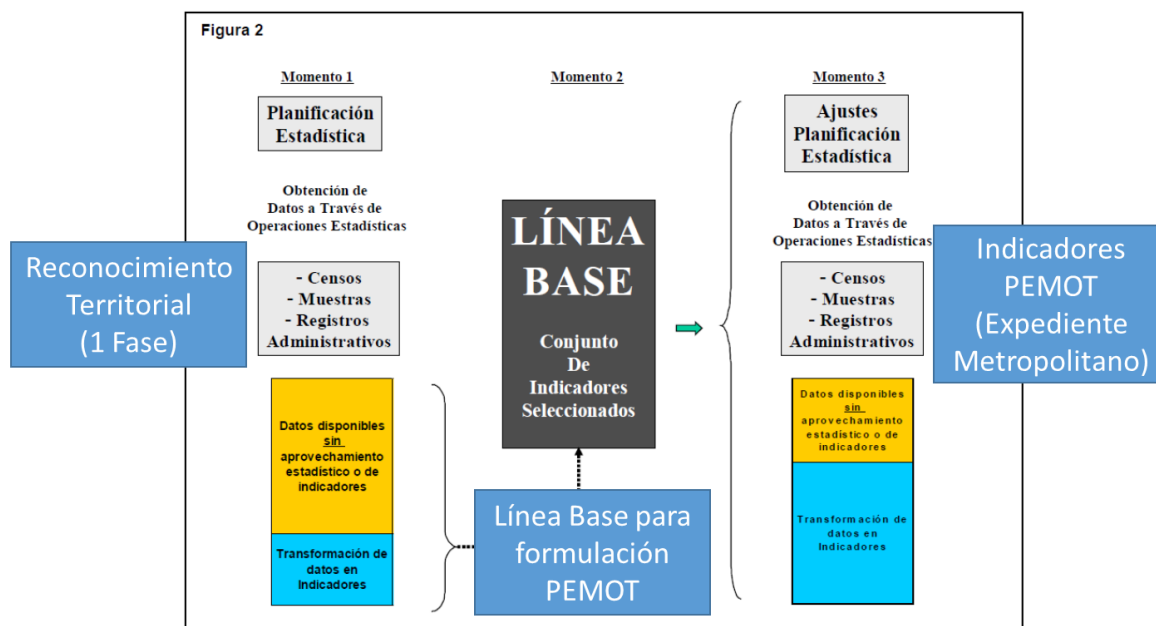 Figura 2
Momento 1
Planificación
Estadística
Obtención de
Datos a Través de
Operaciones Estadísticas
- Censos
- Muestras
- Registros
Administrativos
Datos disponibles
sin
aprovechamiento
estadístico o de
indicadores
Transformación de
datos en
Indicadores
Reconocimiento
Territorial
(1 Fase)
Momento 2
LÍNEA
BASE
Conjunto
De
Indicadores
Seleccionados
Línea Base para
formulación
PEMOT
Momento 3
Ajustes
Planificación
Estadística
Obtención de
Datos a Través de
Operaciones Estadísticas
- Censos
- Muestras
- Registros
Administrativos
Datos disponibles
sin
aprovechamiento
estadístico o de
indicadores
Transformación de
datos en
Indicadores
Indicadores
PEMOT
(Expediente
Metropolitano)